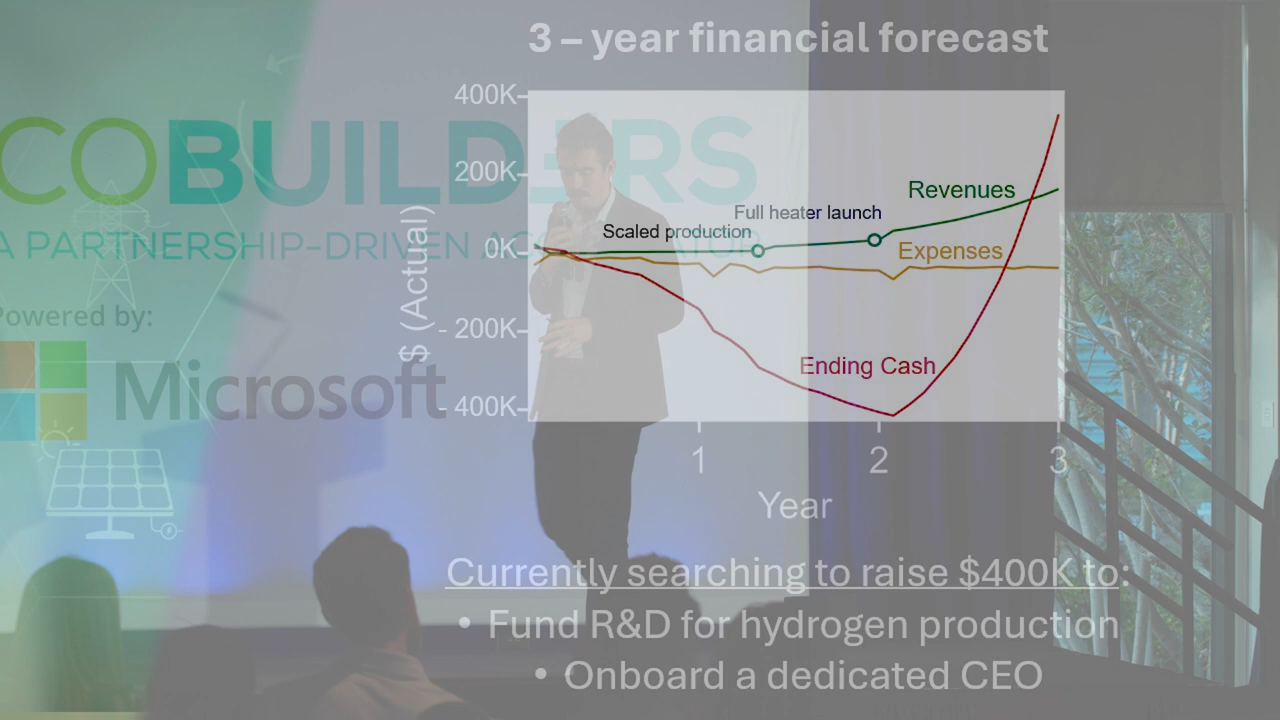 3 – year financial forecast
400K
200K
0K
- 200K
- 400K
$ (Actual)
Revenues
Full heater launch
Scaled production
Expenses
Ending Cash
1
2
3
Year
Currently searching to raise $400K to:
• Fund R&D for hydrogen production
• Onboard a dedicated CEO
COBUILDERS
A PARTNERSHIP-DRIVEN
Powered by:
Microsoft